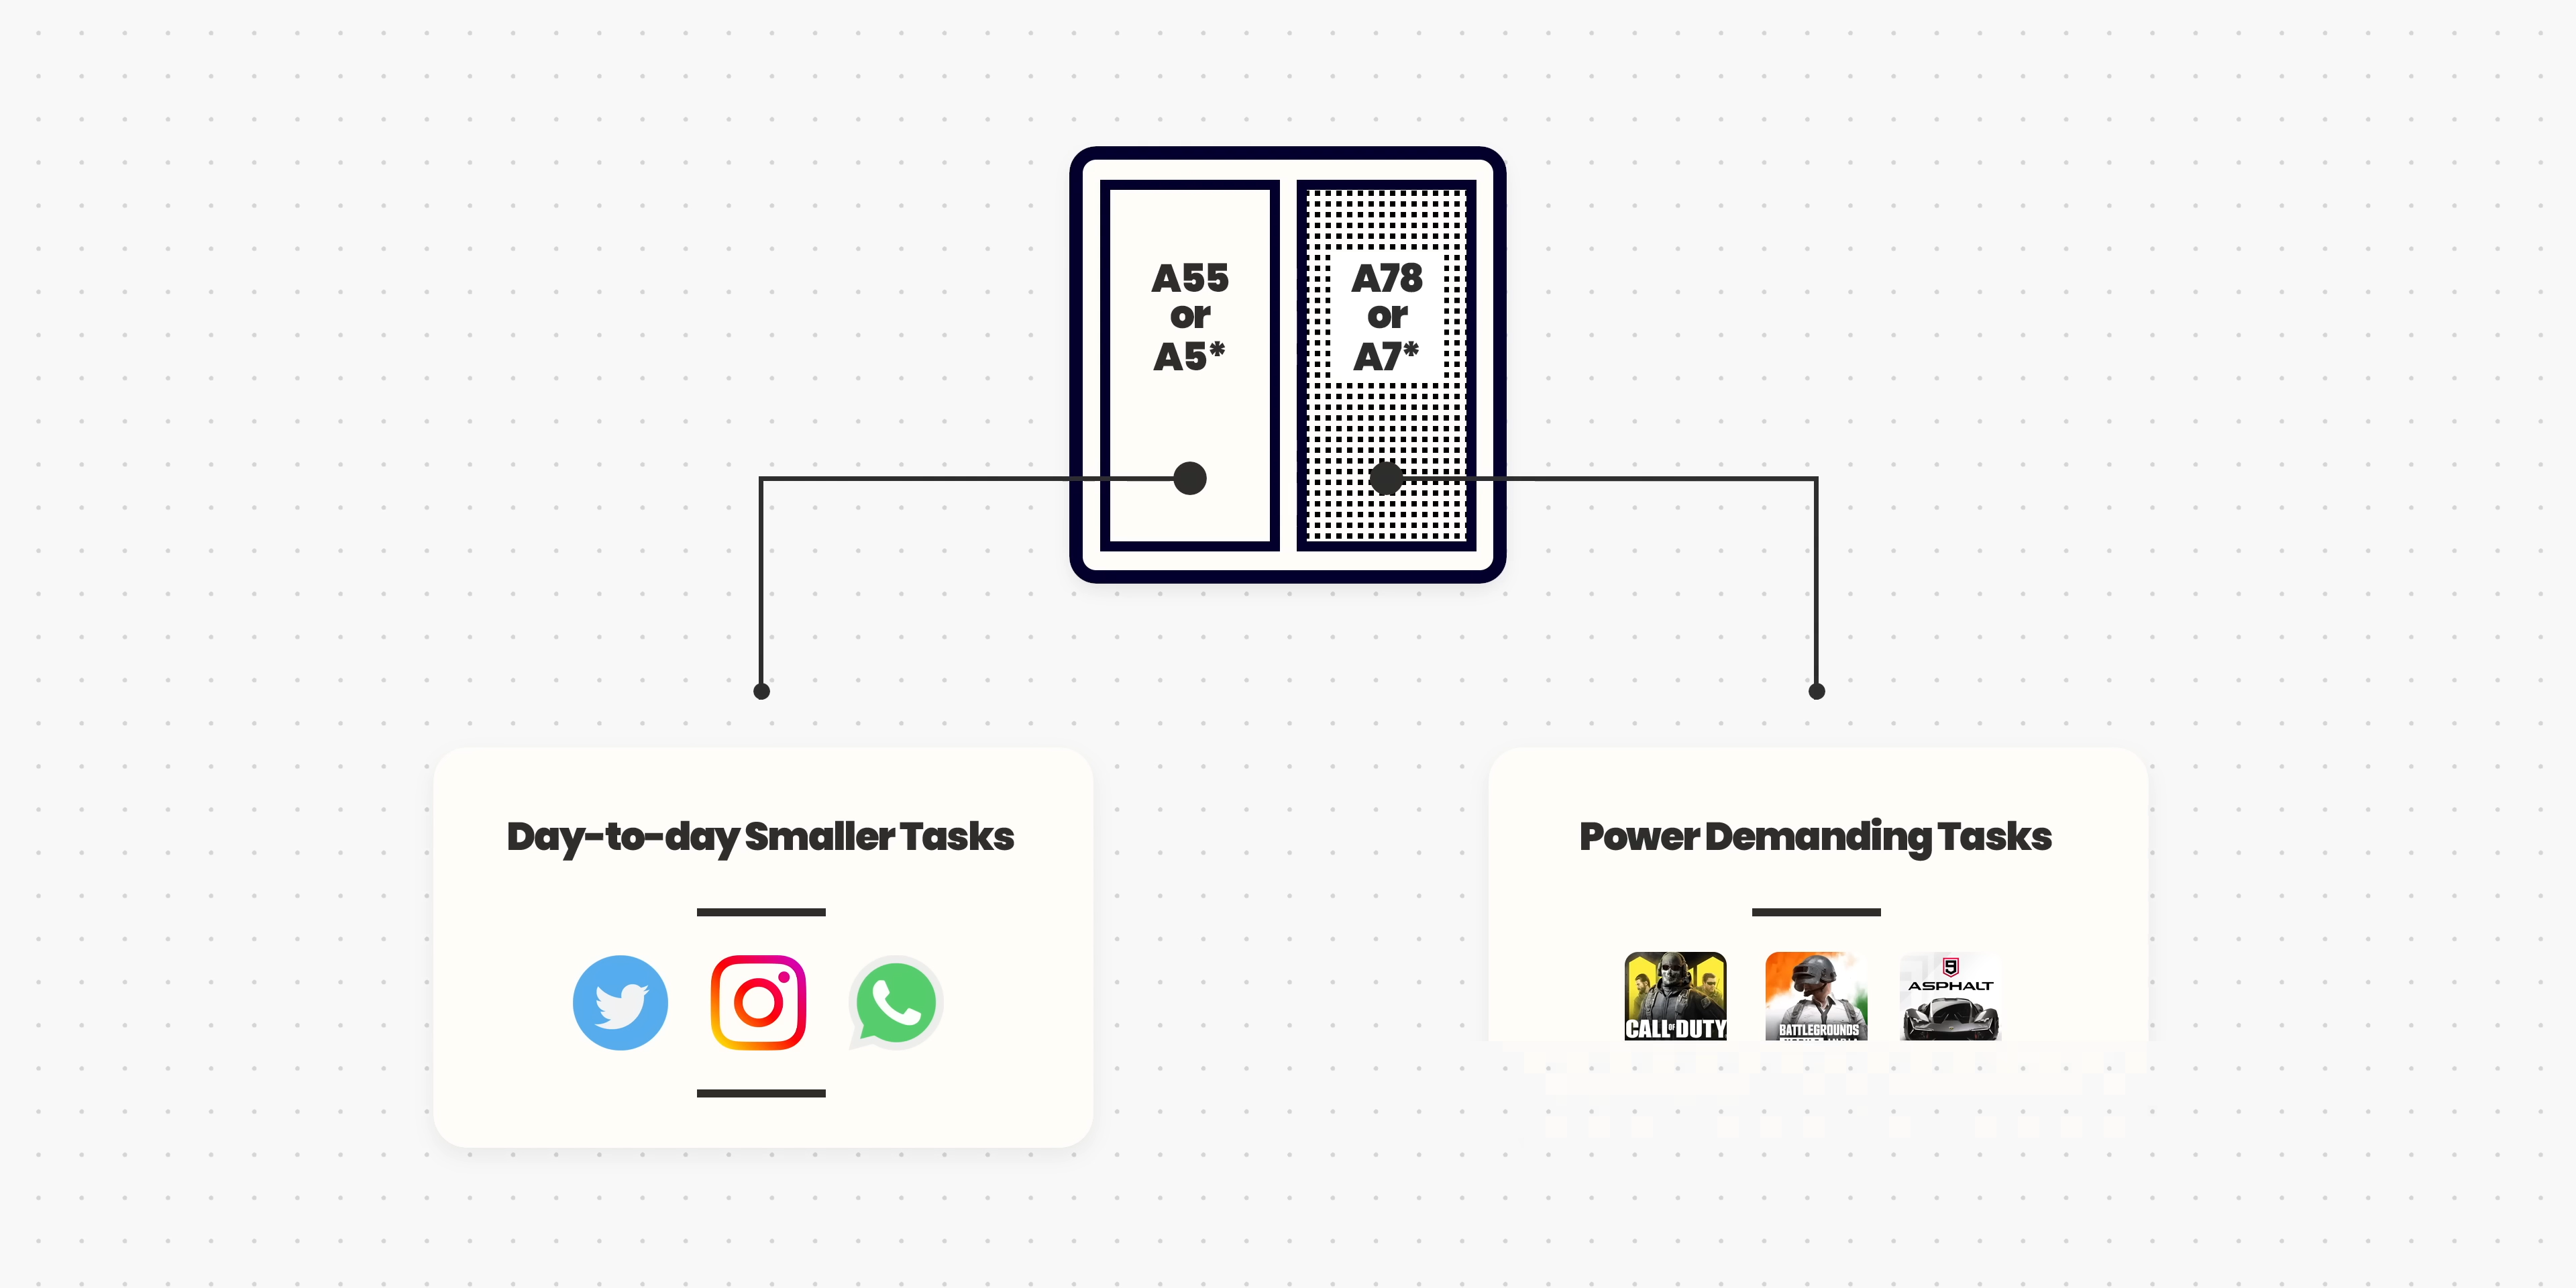 A55
or
A5*
A78
or
A7*
Day-to-day Smaller Tasks
Power Demanding Tasks
CALL OF DUTY
BATTLEGROUNDS
9
ASPHALT